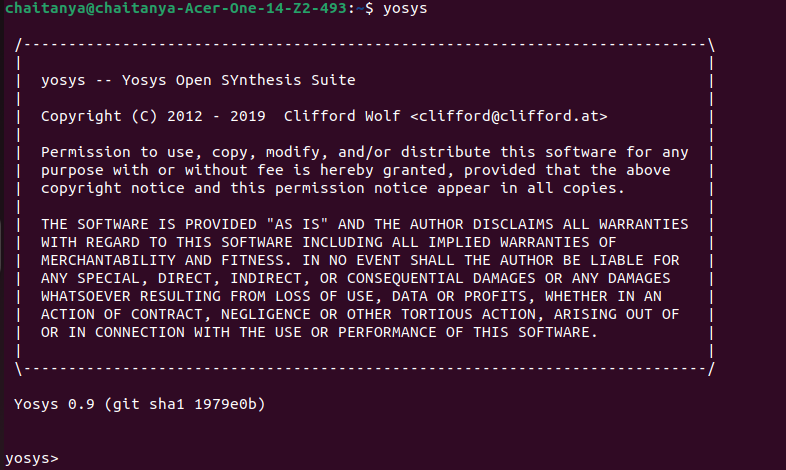 chaitanya@chaitanya-Acer-One-14-Z2-493:~$ yosys
/----------------------------------------------------------------------------\
|                                                                            |
|  yosys -- Yosys Open SYnthesis Suite                                       |
|                                                                            |
|  Copyright (C) 2012 - 2019  Clifford Wolf <clifford@clifford.at>           |
|                                                                            |
|  Permission to use, copy, modify, and/or distribute this software for any  |
|  purpose with or without fee is hereby granted, provided that the above    |
|  copyright notice and this permission notice appear in all copies.         |
|                                                                            |
|  THE SOFTWARE IS PROVIDED "AS IS" AND THE AUTHOR DISCLAIMS ALL WARRANTIES  |
|  WITH REGARD TO THIS SOFTWARE INCLUDING ALL IMPLIED WARRANTIES OF          |
|  MERCHANTABILITY AND FITNESS. IN NO EVENT SHALL THE AUTHOR BE LIABLE FOR   |
|  ANY SPECIAL, DIRECT, INDIRECT, OR CONSEQUENTIAL DAMAGES OR ANY DAMAGES    |
|  WHATSOEVER RESULTING FROM LOSS OF USE, DATA OR PROFITS, WHETHER IN AN     |
|  ACTION OF CONTRACT, NEGLIGENCE OR OTHER TORTIOUS ACTION, ARISING OUT OF   |
|  OR IN CONNECTION WITH THE USE OR PERFORMANCE OF THIS SOFTWARE.            |
|                                                                            |
\----------------------------------------------------------------------------/
Yosys 0.9 (git sha1 1979e0b)
yosys>